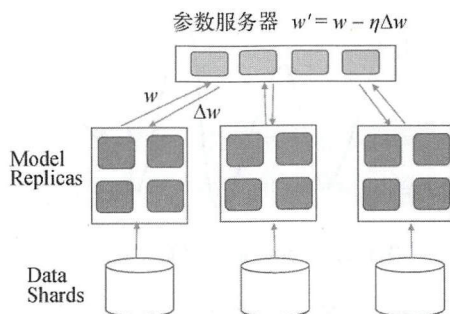 参数服务器 w' = w − ηΔw
w
Δw
Model
Replicas
Data
Shards